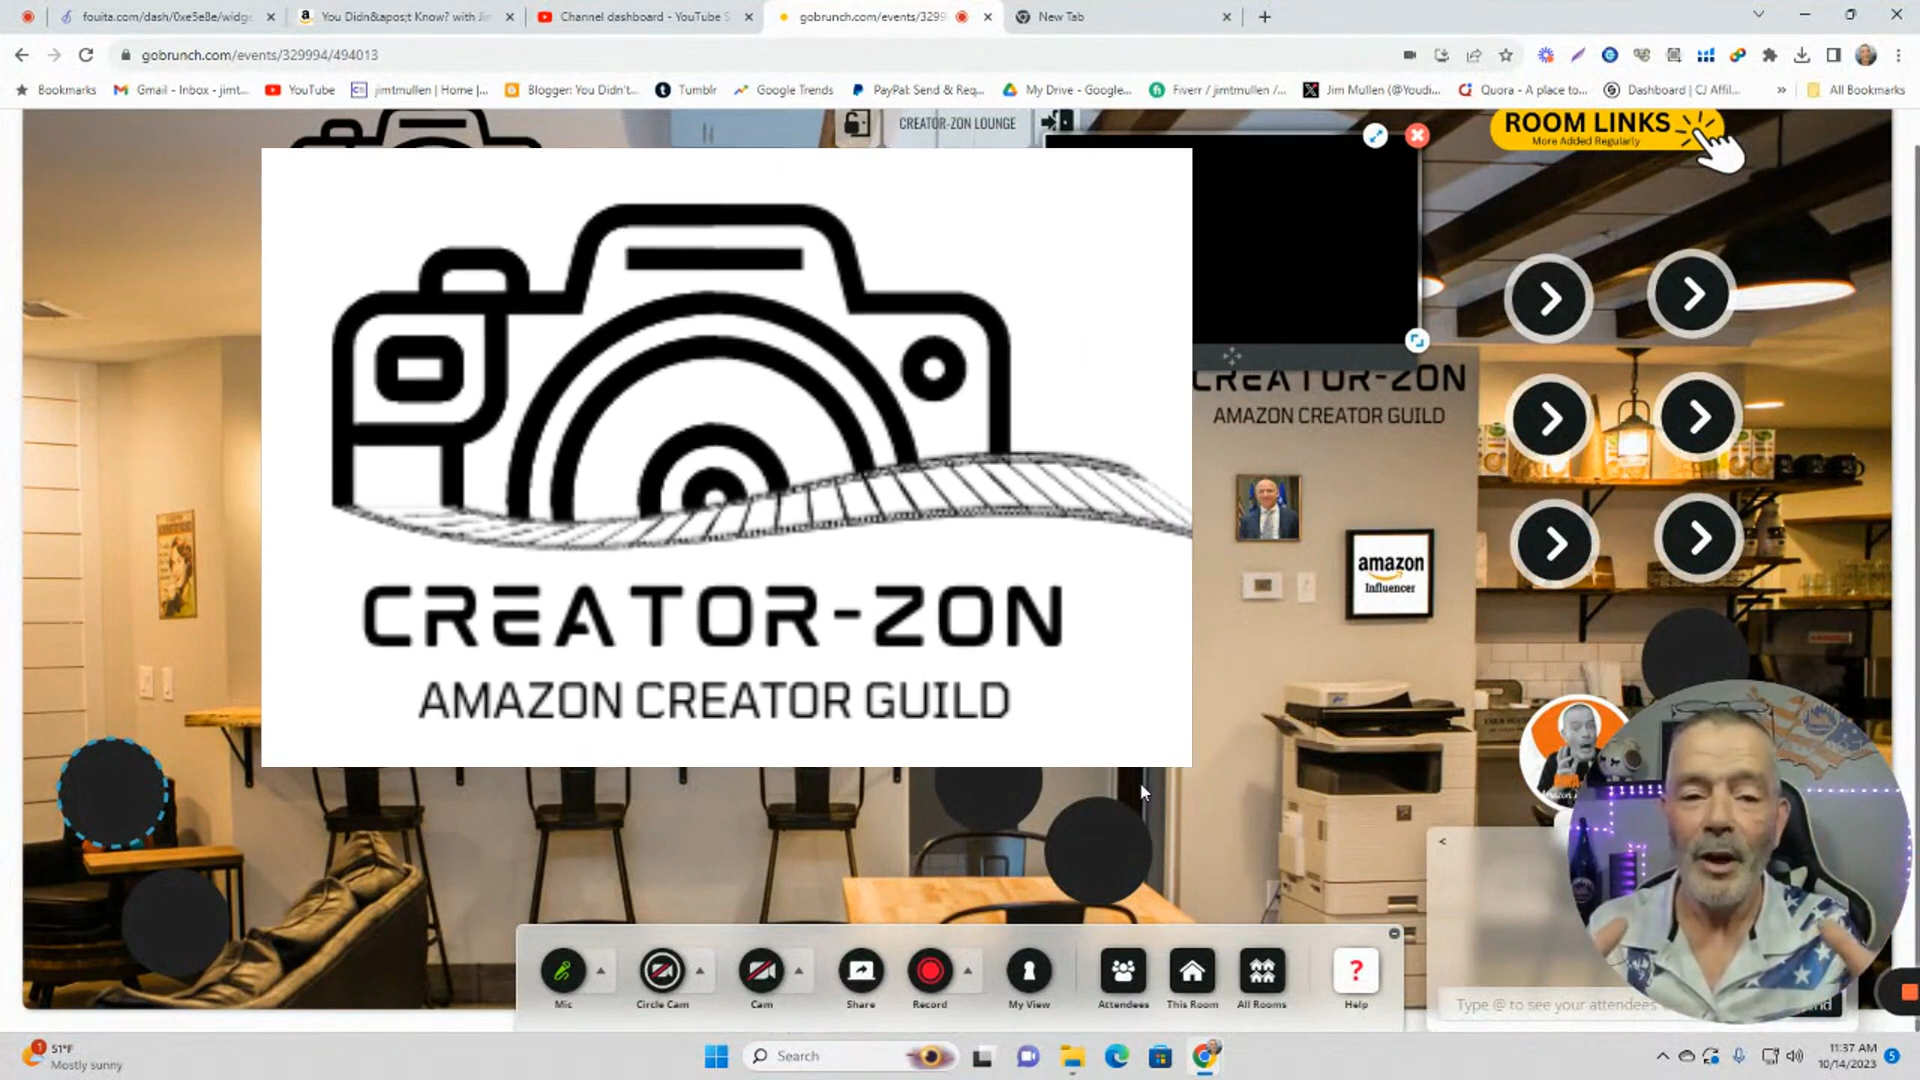 fouita.com/dash/0xe5e8e/widge
You Didn&apos;t Know? with Jim
Channel dashboard - YouTube S
gobrunch.com/events/3299
New Tab
gobrunch.com/events/329994/494013
Bookmarks
Gmail - Inbox - jimt...
YouTube
jimtmullen | Home |...
Blogger: You Didn't...
Tumblr
Google Trends
PayPal: Send & Req...
My Drive - Google...
Fiverr / jimtmullen /...
Jim Mullen (@Youdi...
Quora - A place to...
Dashboard | CJ Affil...
All Bookmarks
CREATOR-ZON LOUNGE
ROOM LINKS
More Added Regularly
CREATOR-ZON
AMAZON CREATOR GUILD
CREATOR-ZON
AMAZON CREATOR GUILD
amazon
Influencer
<
Mic
Circle Cam
Cam
Share
Record
My View
Attendees
This Room
All Rooms
?
Help
Type @ to see your attendees
1
51°F
Mostly sunny
Search
11:37 AM
10/14/2023
5